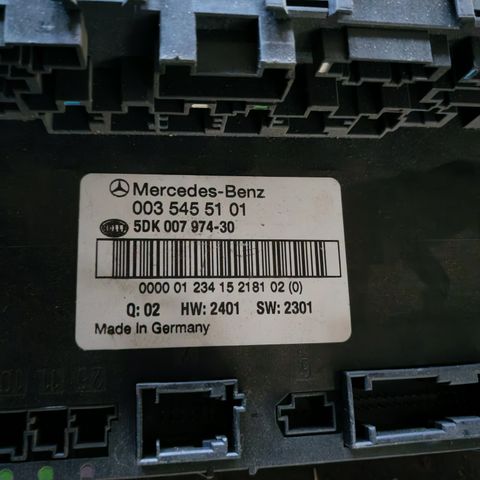 Mercedes-Benz
003 545 51 01
HELLA
5DK 007 974-30
0000 01 234 15 2181 02 (0)
Q: 02 HW: 2401 SW: 2301
Made in Germany